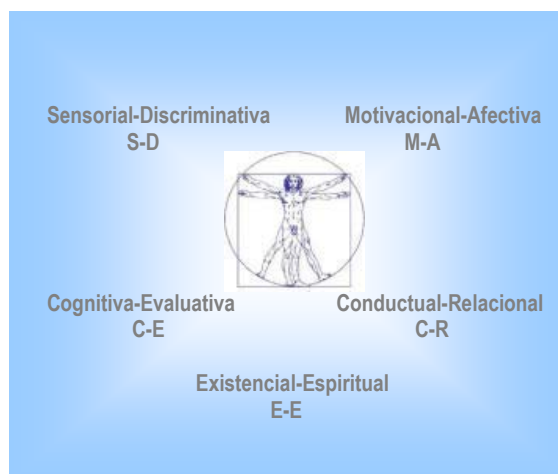 Sensorial-Discriminativa
S-D
Motivacional-Afectiva
M-A
Cognitiva-Evaluativa
C-E
Conductual-Relacional
C-R
Existencial-Espiritual
E-E